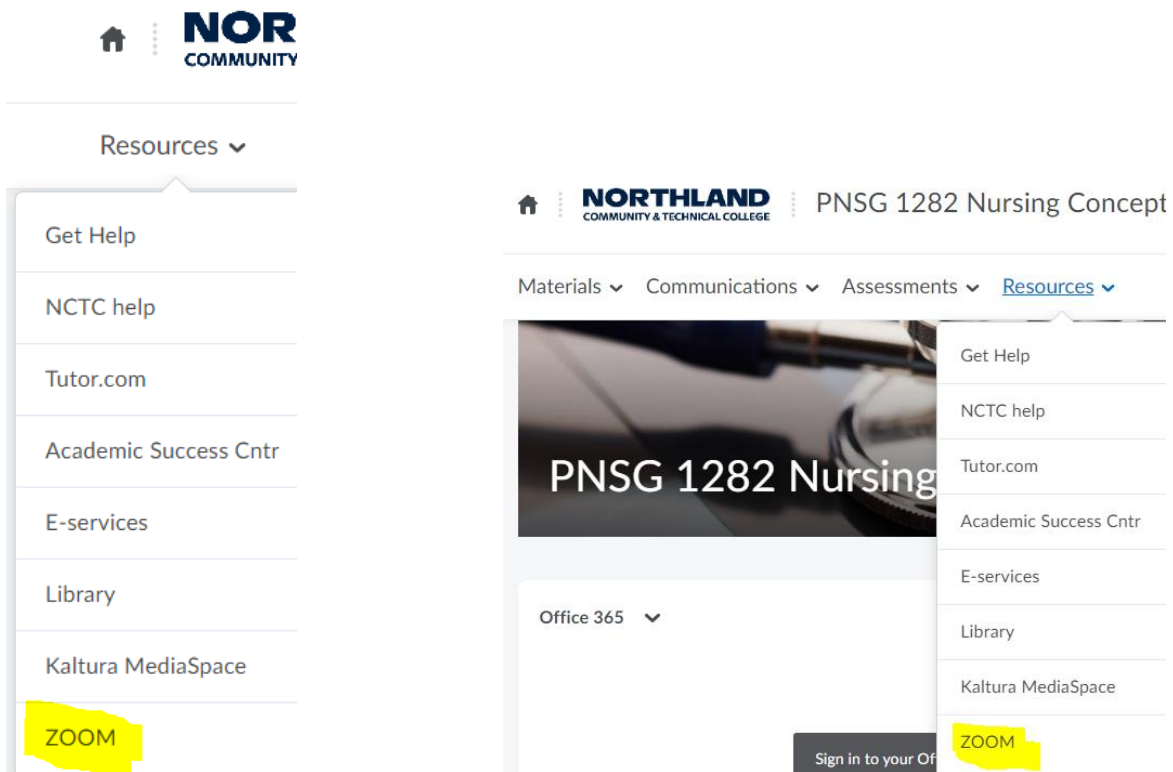 NOR
COMMUNITY
Resources
Get Help
NCTC help
Tutor.com
Academic Success Cntr
E-services
Library
Kaltura MediaSpace
ZOOM
NORTHLAND
COMMUNITY & TECHNICAL COLLEGE
PNSG 1282 Nursing Concept
Materials Communications Assessments Resources
PNSG 1282 Nursing
Office 365
Sign in to your Of
Get Help
NCTC help
Tutor.com
Academic Success Cntr
E-services
Library
Kaltura MediaSpace
ZOOM